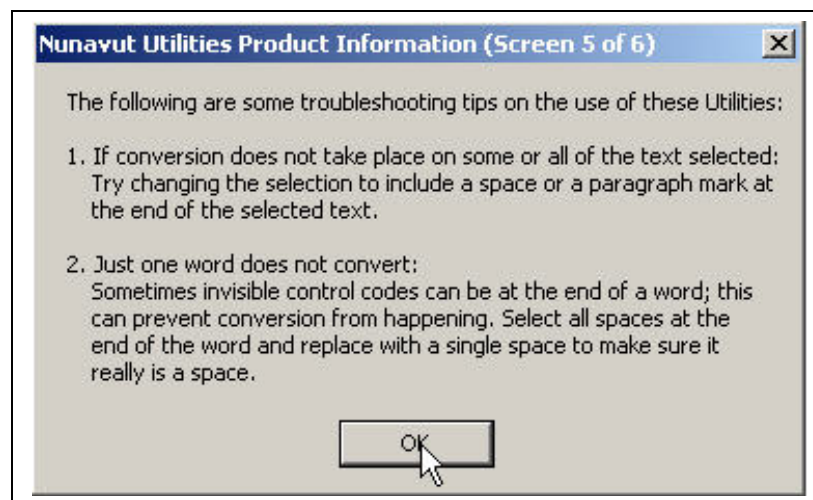 Nunavut Utilities Product Information (Screen 5 of 6)
The following are some troubleshooting tips on the use of these Utilities:
1. If conversion does not take place on some or all of the text selected:
Try changing the selection to include a space or a paragraph mark at
the end of the selected text.
2. Just one word does not convert:
Sometimes invisible control codes can be at the end of a word; this
can prevent conversion from happening. Select all spaces at the
end of the word and replace with a single space to make sure it
really is a space.
OK